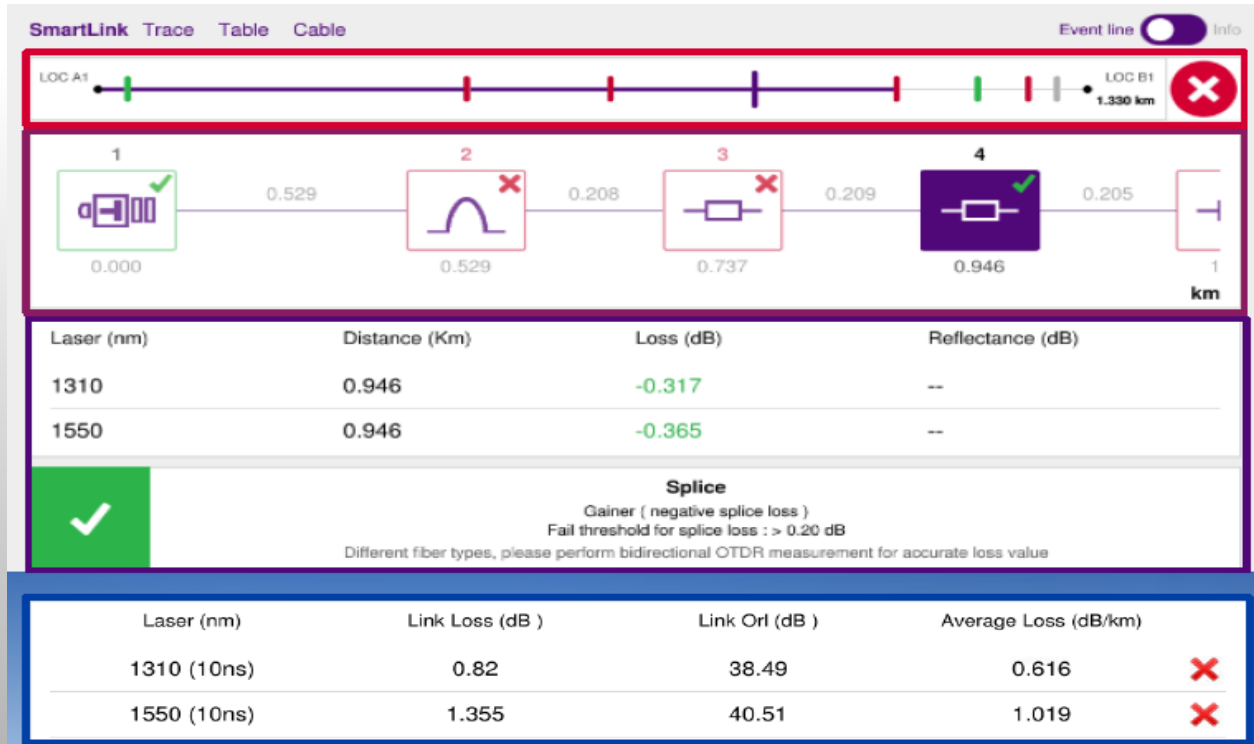 SmartLink Trace Table Cable Event line Info
LOC A1 LOC B1
1.330 km
1 2 3 4
0.529 0.208 0.209 0.205
0.000 0.529 0.737 0.946 1
km
Laser (nm) Distance (Km) Loss (dB) Reflectance (dB)
1310 0.946 -0.317 --
1550 0.946 -0.365 --
Splice
Gainer ( negative splice loss )
Fail threshold for splice loss : > 0.20 dB
Different fiber types, please perform bidirectional OTDR measurement for accurate loss value
Laser (nm) Link Loss (dB ) Link Orl (dB ) Average Loss (dB/km)
1310 (10ns) 0.82 38.49 0.616
1550 (10ns) 1.355 40.51 1.019